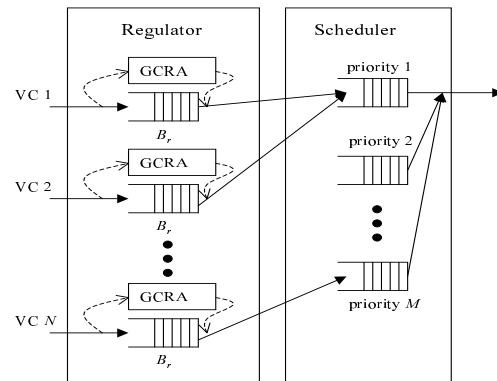 Regulator
Scheduler
GCRA
priority 1
VC 1
B_r
GCRA
priority 2
VC 2
B_r
GCRA
priority M
VC N
B_r